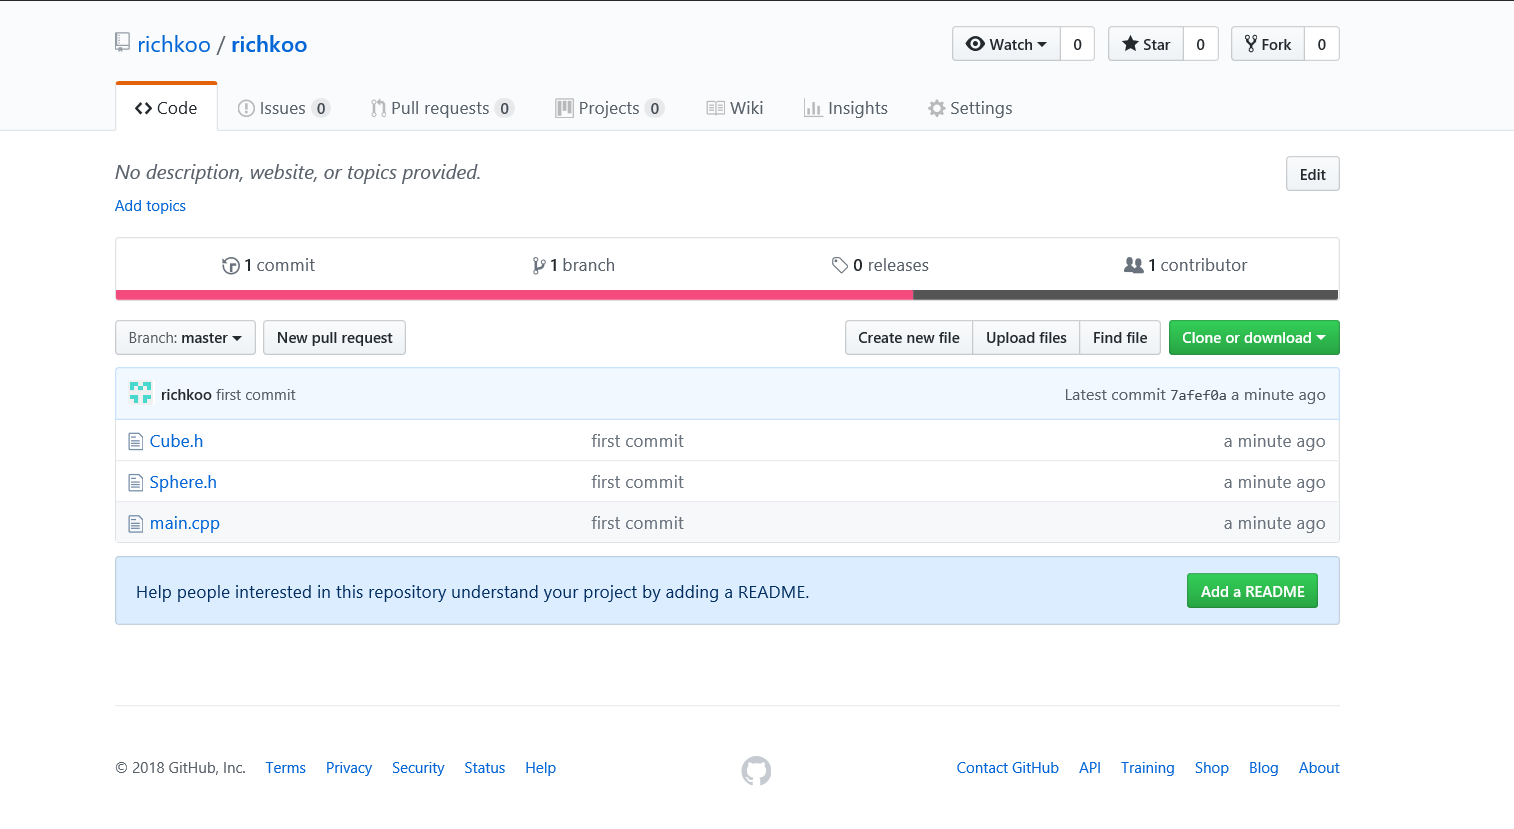 richkoo / richkoo
Watch 0 Star 0 Fork 0
Code Issues 0 Pull requests 0 Projects 0 Wiki Insights Settings
No description, website, or topics provided.
Edit
Add topics
1 commit 1 branch 0 releases 1 contributor
Branch: master New pull request Create new file Upload files Find file Clone or download
richkoo first commit Latest commit 7afef0a a minute ago
Cube.h first commit a minute ago
Sphere.h first commit a minute ago
main.cpp first commit a minute ago
Help people interested in this repository understand your project by adding a README. Add a README
© 2018 GitHub, Inc. Terms Privacy Security Status Help Contact GitHub API Training Shop Blog About